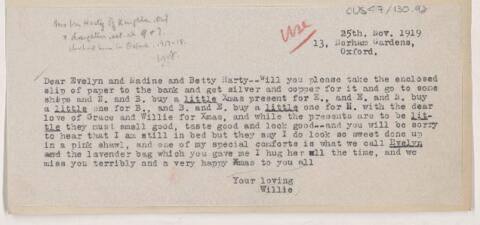 CUS417/130.92
Use
25th. Nov. 1919
13, Norham Gardens,
Oxford.
Dear Evelyn and Nadine and Betty Harty--Will you please take the enclosed
slip of paper to the bank and get silver and copper for it and go to some
shops and N. and B. buy a little Xmas present for E., and E. and N. buy
a little one for B., and B. and E. buy a little one for N. with the dear
love of Grace and Willie for Xmas, and while the presents are to be lit-
tle they must smell good, taste good and look good--and you will be sorry
to hear that I am still in bed but they say I do look so sweet done up
in a pink shawl, and one of my special comforts is what we call Evelyn
and the lavender bag which you gave me I hug her all the time, and we
miss you terribly and a very happy Xmas to you all
Your loving
Willie